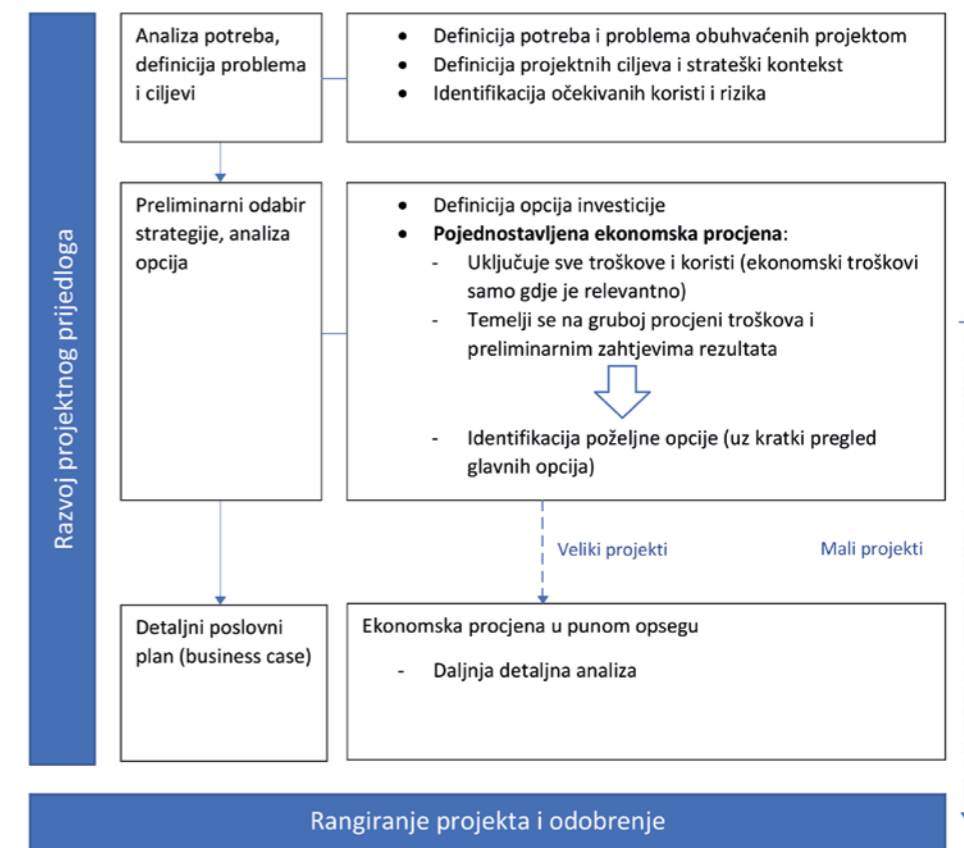 Razvoj projektnog prijedloga
Analiza potreba,
definicija problema
i ciljevi
• Definicija potreba i problema obuhvaćenih projektom
• Definicija projektnih ciljeva i strateški kontekst
• Identifikacija očekivanih koristi i rizika
Preliminarni odabir
strategije, analiza
opcija
• Definicija opcija investicije
• Pojednostavljena ekonomska procjena:
- Uključuje sve troškove i koristi (ekonomski troškovi
samo gdje je relevantno)
- Temelji se na gruboj procjeni troškova i
preliminarnim zahtjevima rezultata
- Identifikacija poželjne opcije (uz kratki pregled
glavnih opcija)
Veliki projekti
Mali projekti
Detaljni poslovni
plan (business case)
Ekonomska procjena u punom opsegu
- Daljnja detaljna analiza
Rangiranje projekta i odobrenje